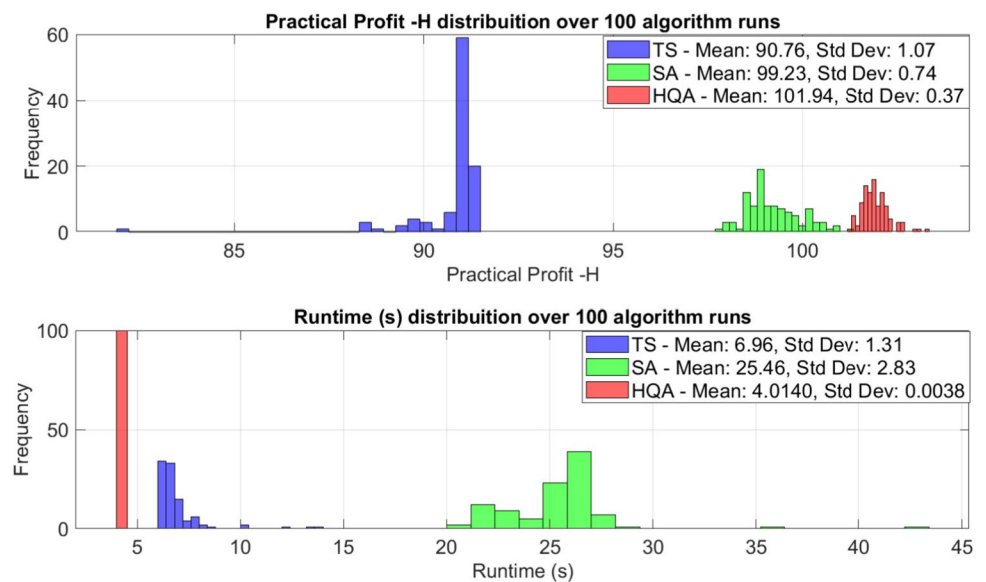 Practical Profit -H distribuition over 100 algorithm runs
60
40
20
0
Frequency
TS - Mean: 90.76, Std Dev: 1.07
SA - Mean: 99.23, Std Dev: 0.74
HQA - Mean: 101.94, Std Dev: 0.37
85
90
95
100
Practical Profit -H
Runtime (s) distribuition over 100 algorithm runs
100
50
0
Frequency
TS - Mean: 6.96, Std Dev: 1.31
SA - Mean: 25.46, Std Dev: 2.83
HQA - Mean: 4.0140, Std Dev: 0.0038
5
10
15
20
25
30
35
40
45
Runtime (s)